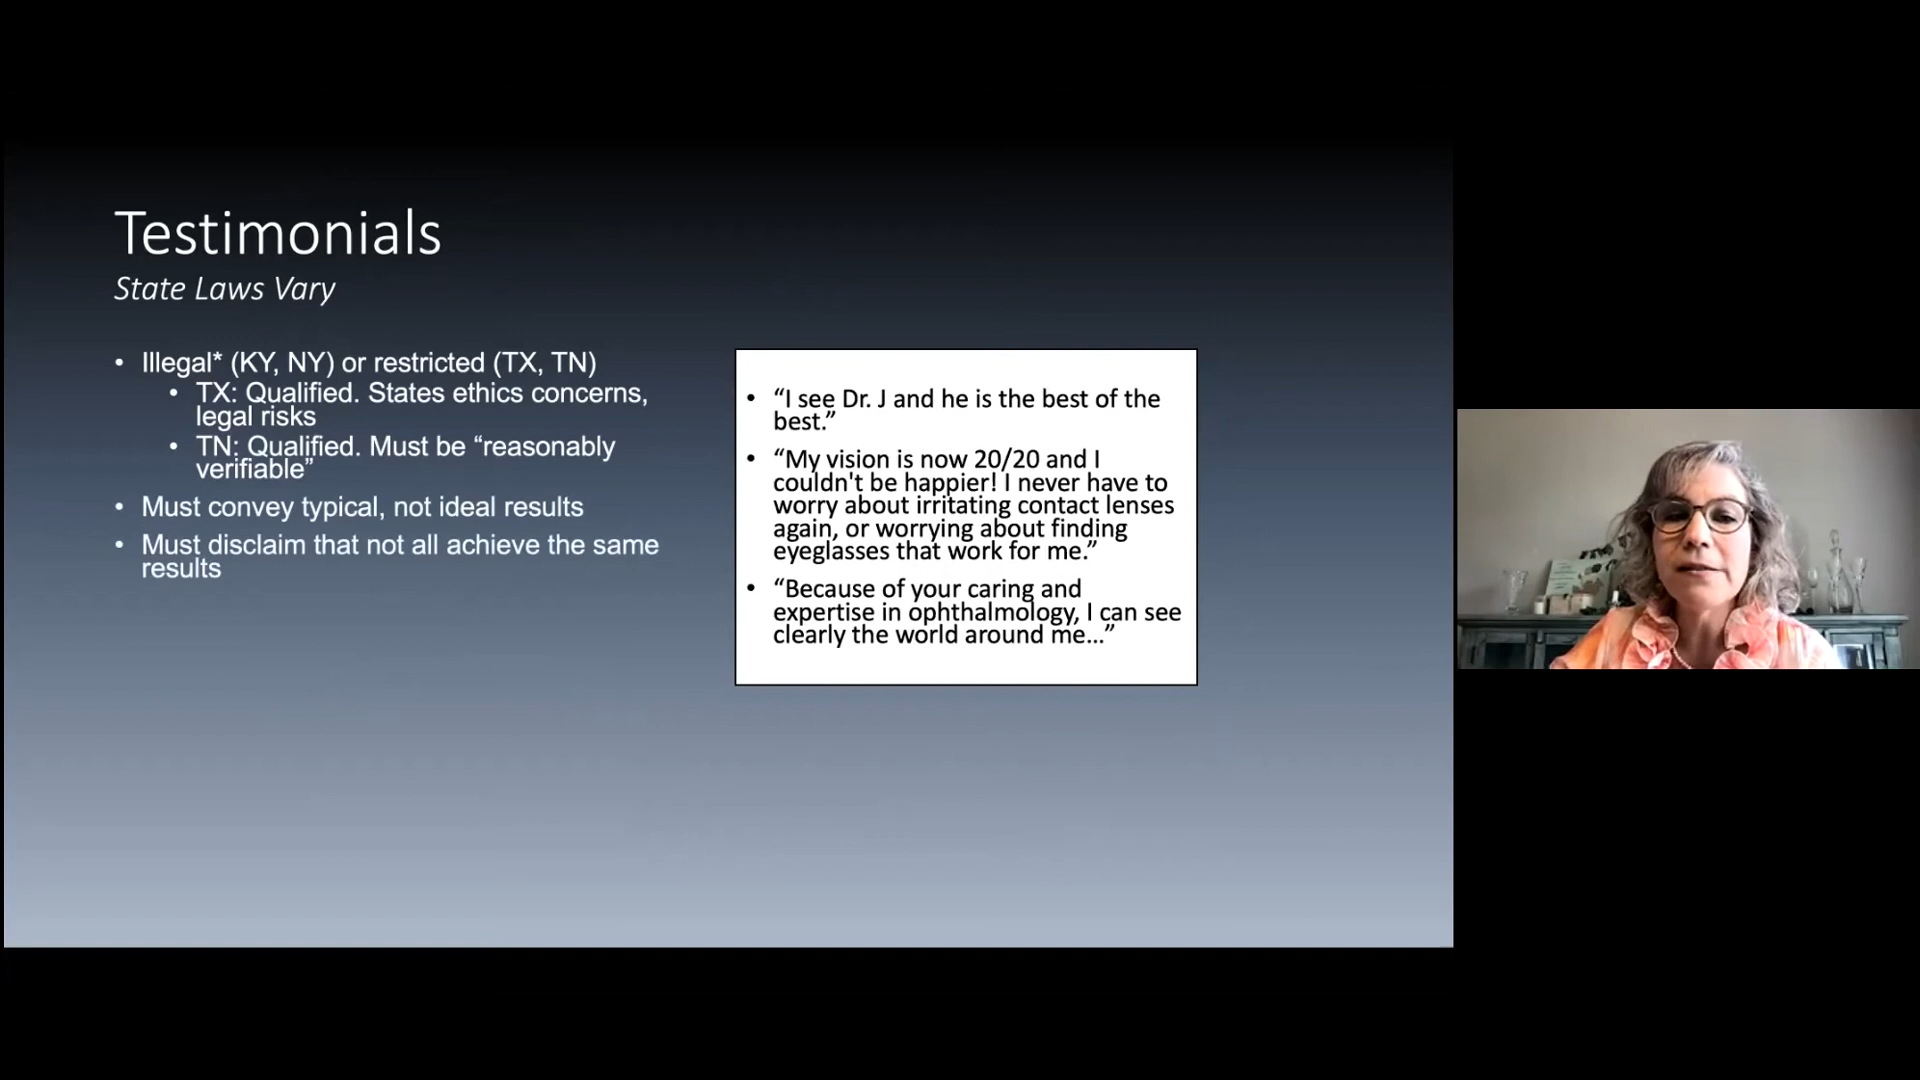 Testimonials
State Laws Vary
• Illegal* (KY, NY) or restricted (TX, TN)
• TX: Qualified. States ethics concerns,
legal risks
• TN: Qualified. Must be “reasonably
verifiable”
• Must convey typical, not ideal results
• Must disclaim that not all achieve the same
results
• “I see Dr. J and he is the best of the
best.”
• “My vision is now 20/20 and I
couldn't be happier! I never have to
worry about irritating contact lenses
again, or worrying about finding
eyeglasses that work for me.”
• “Because of your caring and
expertise in ophthalmology, I can see
clearly the world around me...”